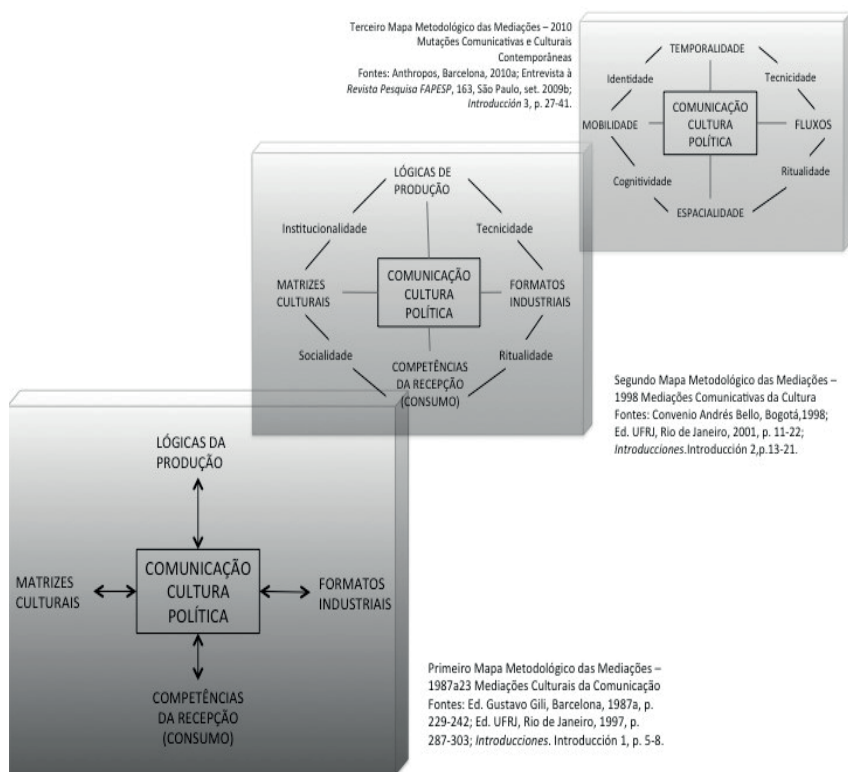 Terceiro Mapa Metodológico das Mediações – 2010
Mutações Comunicativas e Culturais
Contemporâneas
Fontes: Anthropos, Barcelona, 2010a; Entrevista à
Revista Pesquisa FAPESP, 163, São Paulo, set. 2009b;
Introducción 3, p. 27-41.
TEMPORALIDADE
Identidade
Tecnicidade
MOBILIDADE
COMUNICAÇÃO
CULTURA
POLÍTICA
FLUXOS
Cognitividade
Ritualidade
ESPACIALIDADE
LÓGICAS DE
PRODUÇÃO
Institucionalidade
Tecnicidade
MATRIZES
CULTURAIS
COMUNICAÇÃO
CULTURA
POLÍTICA
FORMATOS
INDUSTRIAIS
Socialidade
Ritualidade
COMPETÊNCIAS
DA RECEPÇÃO
(CONSUMO)
Segundo Mapa Metodológico das Mediações –
1998 Mediações Comunicativas da Cultura
Fontes: Convenio Andrés Bello, Bogotá,1998;
Ed. UFRJ, Rio de Janeiro, 2001, p. 11-22;
Introducciones.Introducción 2,p.13-21.
LÓGICAS DA
PRODUÇÃO
MATRIZES
CULTURAIS
COMUNICAÇÃO
CULTURA
POLÍTICA
FORMATOS
INDUSTRIAIS
COMPETÊNCIAS
DA RECEPÇÃO
(CONSUMO)
Primeiro Mapa Metodológico das Mediações –
1987a23 Mediações Culturais da Comunicação
Fontes: Ed. Gustavo Gili, Barcelona, 1987a, p.
229-242; Ed. UFRJ, Rio de Janeiro, 1997, p.
287-303; Introducciones. Introducción 1, p. 5-8.